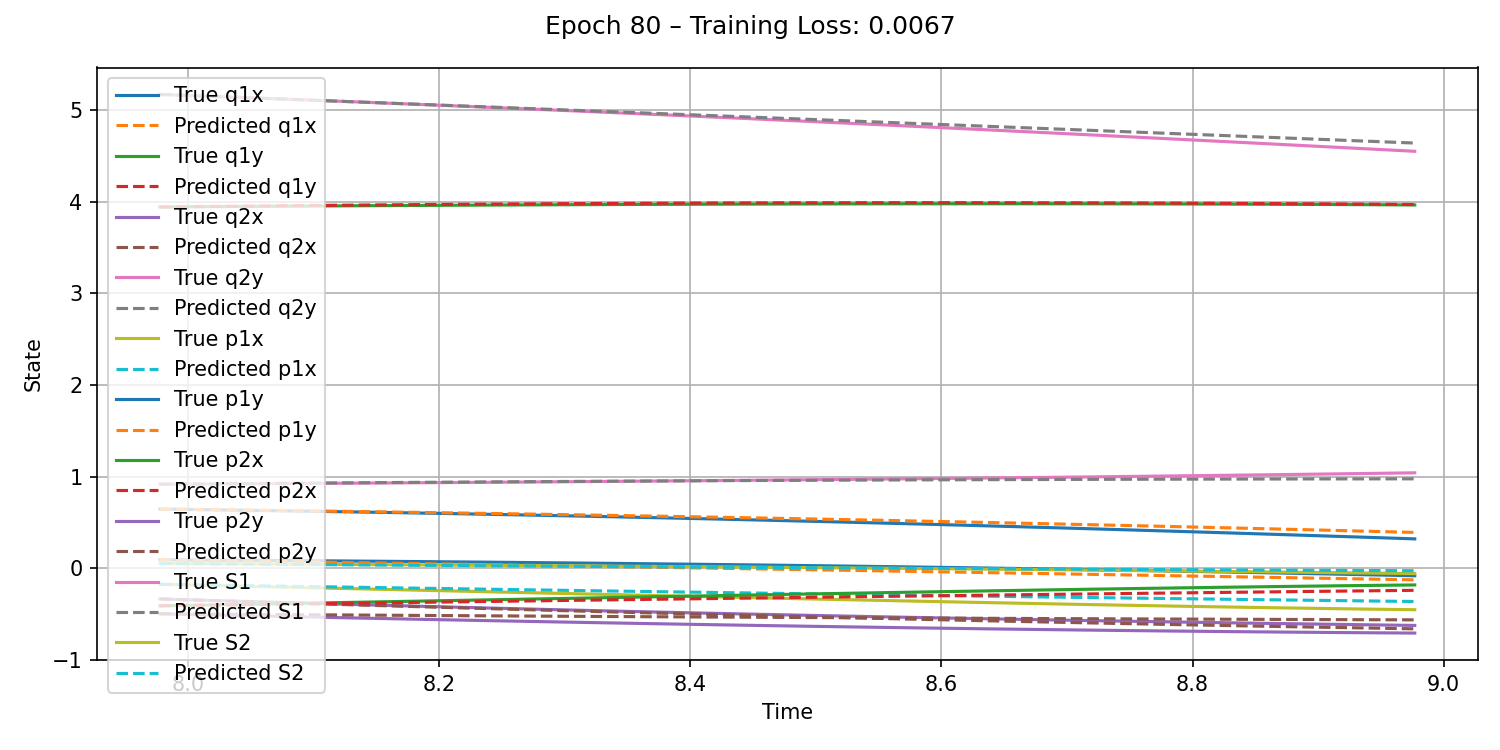 Epoch 80 – Training Loss: 0.0067
State
5
4
3
2
1
0
−1
True q1x
Predicted q1x
True q1y
Predicted q1y
True q2x
Predicted q2x
True q2y
Predicted q2y
True p1x
Predicted p1x
True p1y
Predicted p1y
True p2x
Predicted p2x
True p2y
Predicted p2y
True S1
Predicted S1
True S2
Predicted S2
8.0 8.2 8.4 8.6 8.8 9.0
Time